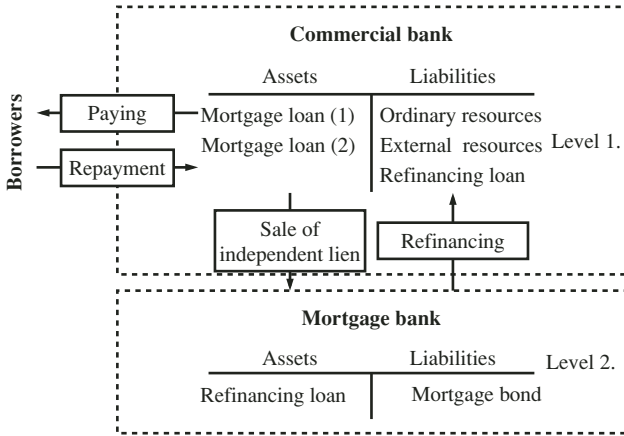 Commercial bank
Assets
Liabilities
Borrowers
Paying
Repayment
Mortgage loan (1)
Mortgage loan (2)
Ordinary resources
External resources
Refinancing loan
Level 1.
Sale of
independent lien
Refinancing
Mortgage bank
Assets
Liabilities
Level 2.
Refinancing loan
Mortgage bond